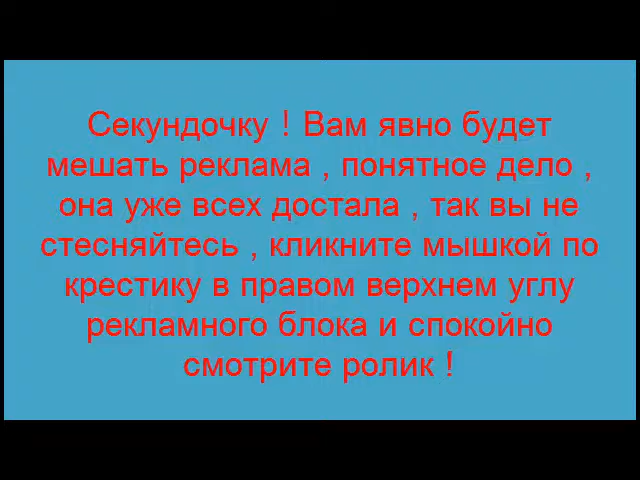 Секундочку ! Вам явно будет
мешать реклама , понятное дело ,
она уже всех достала , так вы не
стесняйтесь , кликните мышкой по
крестику в правом верхнем углу
рекламного блока и спокойно
смотрите ролик !